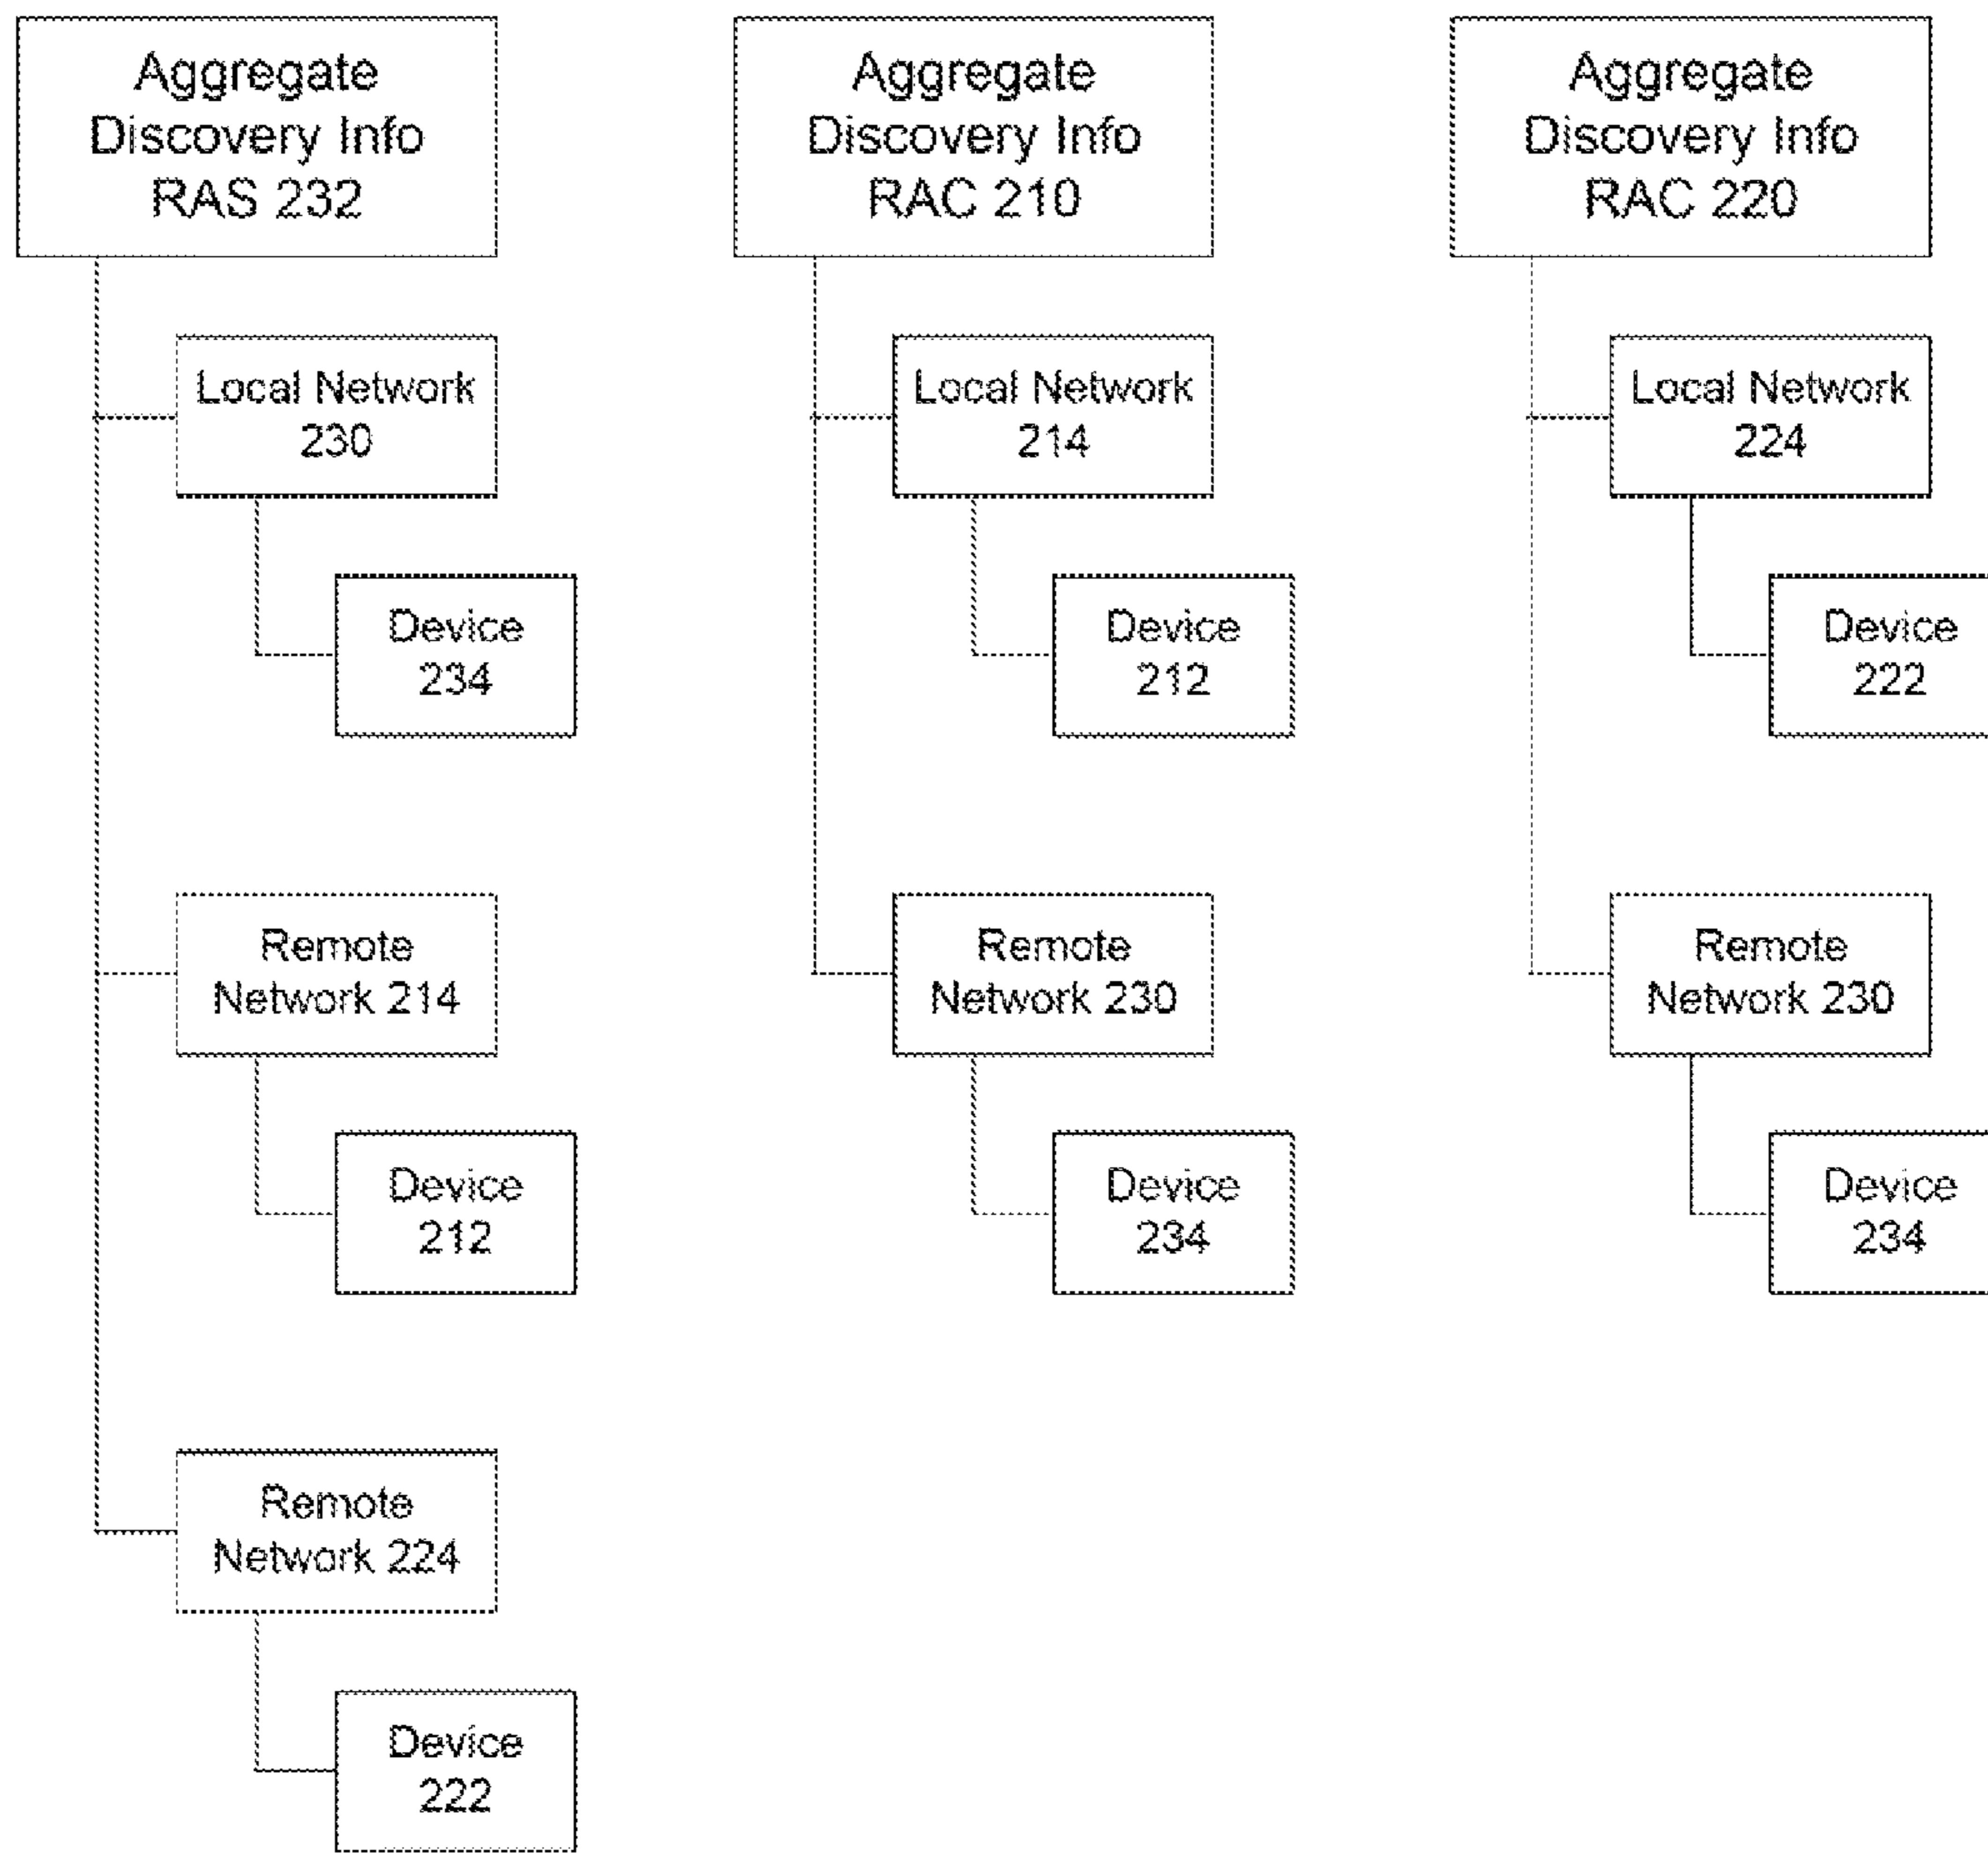 Aggregate
Discovery Info
RAS 232
Local Network
230
Device
234
Remote
Network 214
Device
212
Remote
Network 224
Device
222
Aggregate
Discovery Info
RAC 210
Local Network
214
Device
212
Remote
Network 230
Device
234
Aggregate
Discovery Info
RAC 220
Local Network
224
Device
222
Remote
Network 230
Device
234